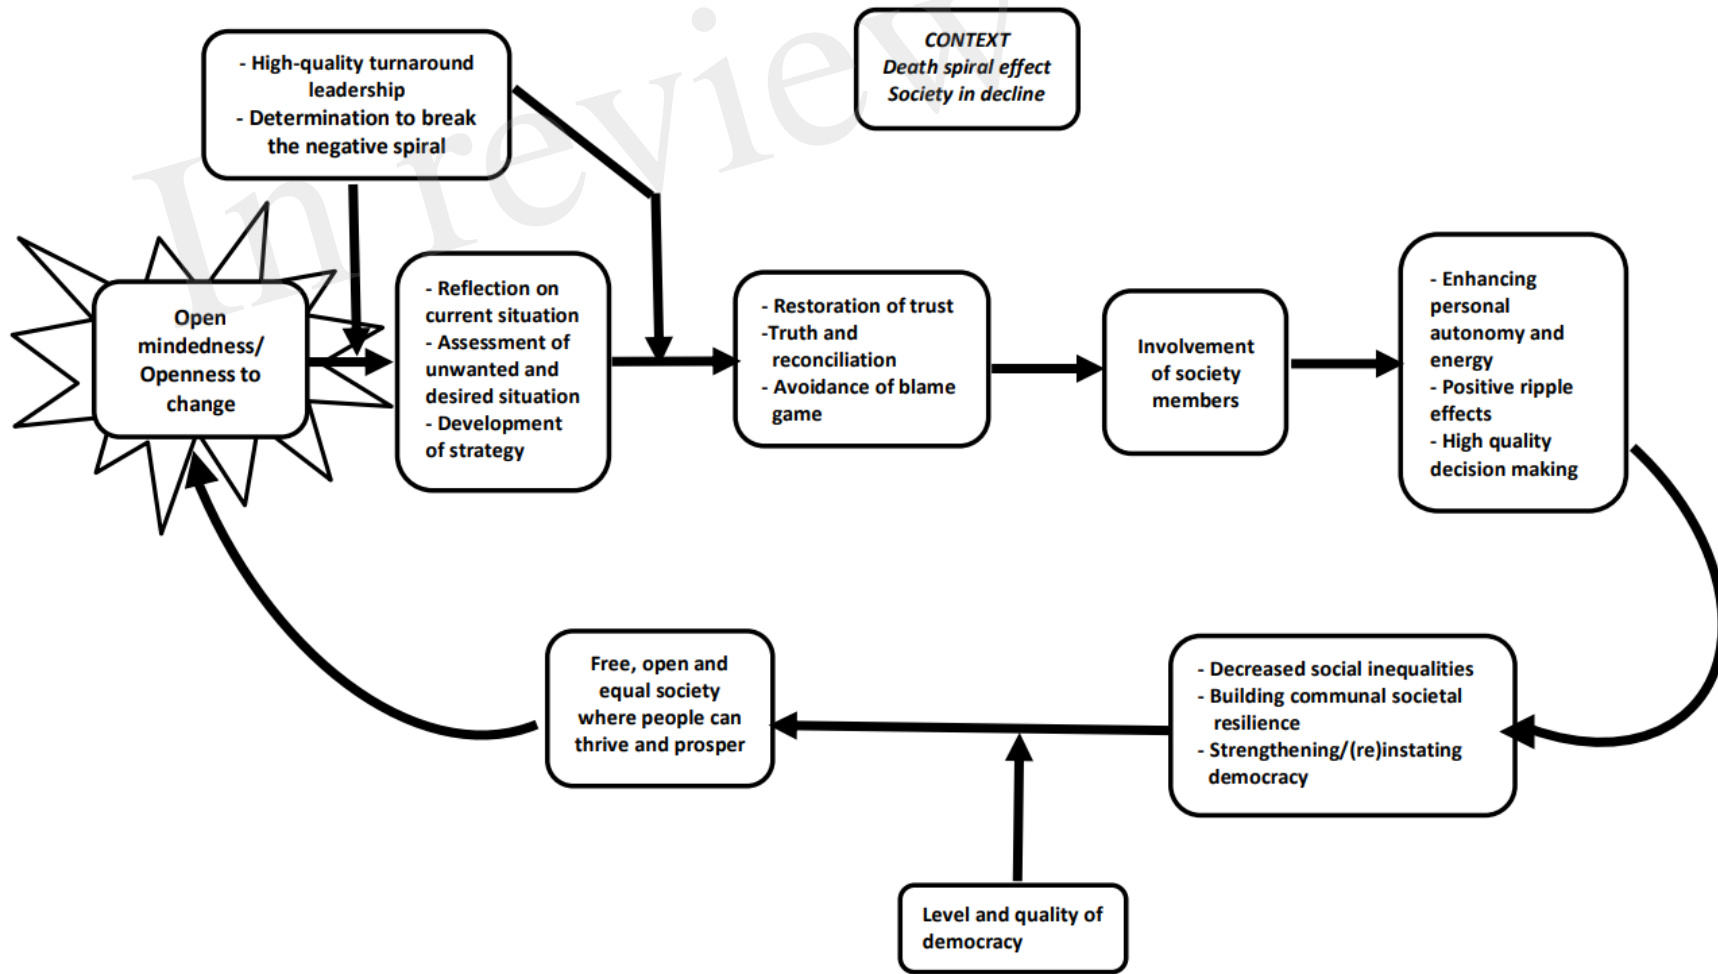 In review
- High-quality turnaround
leadership
- Determination to break
the negative spiral
CONTEXT
Death spiral effect
Society in decline
Open
mindedness/
Openness to
change
- Reflection on
current situation
- Assessment of
unwanted and
desired situation
- Development
of strategy
- Restoration of trust
-Truth and
reconciliation
- Avoidance of blame
game
Involvement
of society
members
- Enhancing
personal
autonomy and
energy
- Positive ripple
effects
- High quality
decision making
Free, open and
equal society
where people can
thrive and prosper
- Decreased social inequalities
- Building communal societal
resilience
- Strengthening/(re)instating
democracy
Level and quality of
democracy